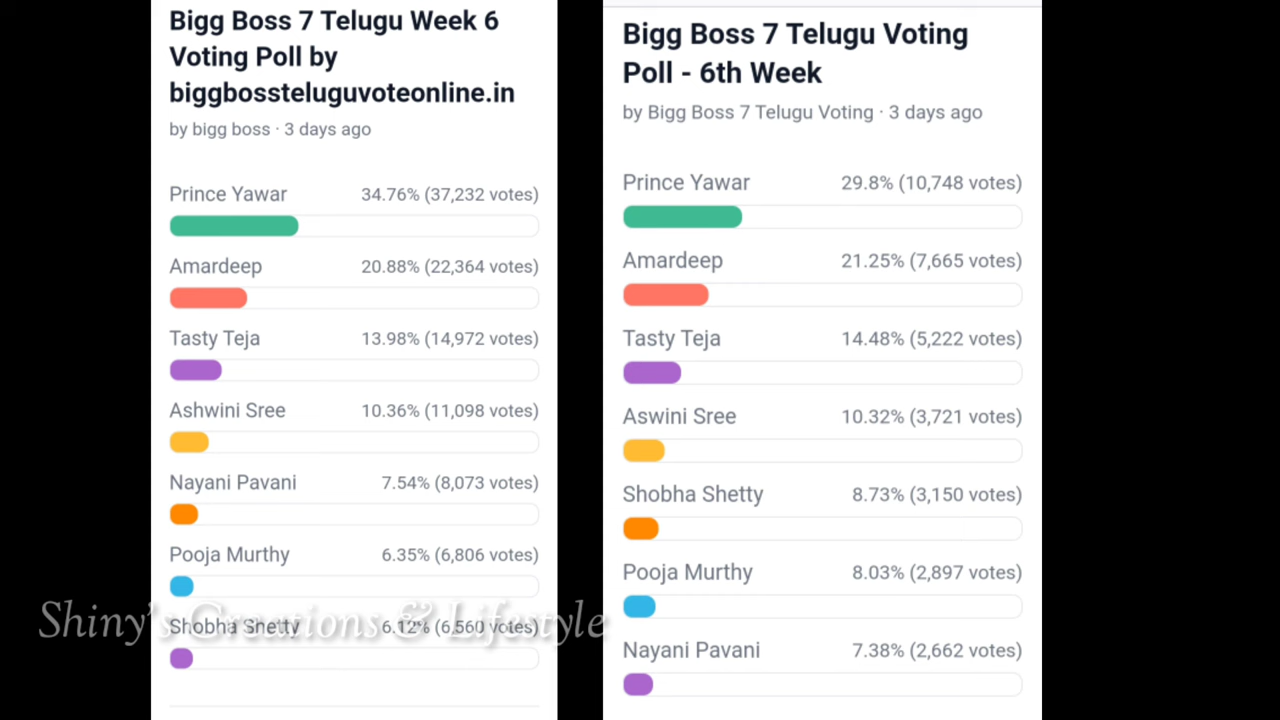 Bigg Boss 7 Telugu Week 6
Voting Poll by
biggbossteluguvoteonline.in
by bigg boss · 3 days ago
Prince Yawar 34.76% (37,232 votes)
Amardeep 20.88% (22,364 votes)
Tasty Teja 13.98% (14,972 votes)
Ashwini Sree 10.36% (11,098 votes)
Nayani Pavani 7.54% (8,073 votes)
Pooja Murthy 6.35% (6,806 votes)
Shobha Shetty 6.12% (6,560 votes)
Shiny's Creations & Lifestyle
Bigg Boss 7 Telugu Voting
Poll - 6th Week
by Bigg Boss 7 Telugu Voting · 3 days ago
Prince Yawar 29.8% (10,748 votes)
Amardeep 21.25% (7,665 votes)
Tasty Teja 14.48% (5,222 votes)
Aswini Sree 10.32% (3,721 votes)
Shobha Shetty 8.73% (3,150 votes)
Pooja Murthy 8.03% (2,897 votes)
Nayani Pavani 7.38% (2,662 votes)